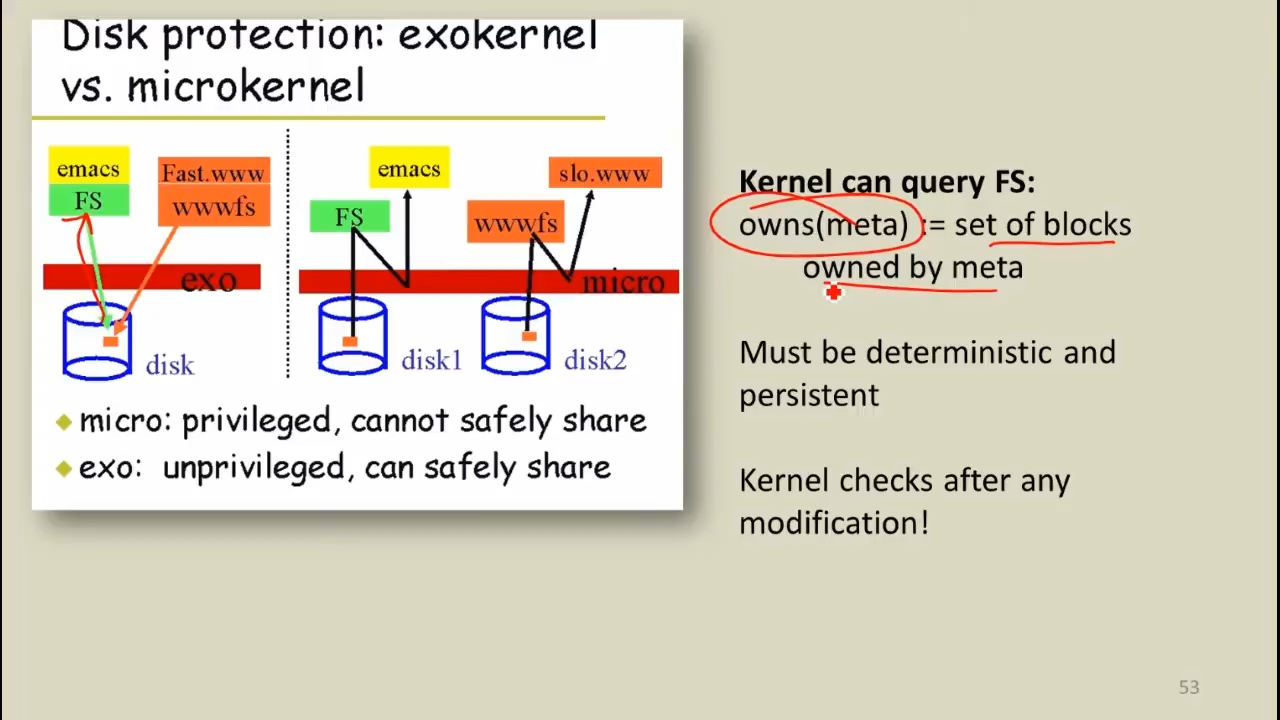 Disk protection: exokernel
vs. microkernel
emacs
FS
Fast.www
wwwfs
exo
disk
emacs
FS
slo.www
wwwfs
micro
disk1
disk2
micro: privileged, cannot safely share
exo: unprivileged, can safely share
Kernel can query FS:
owns(meta) := set of blocks
owned by meta
Must be deterministic and
persistent
Kernel checks after any
modification!
53